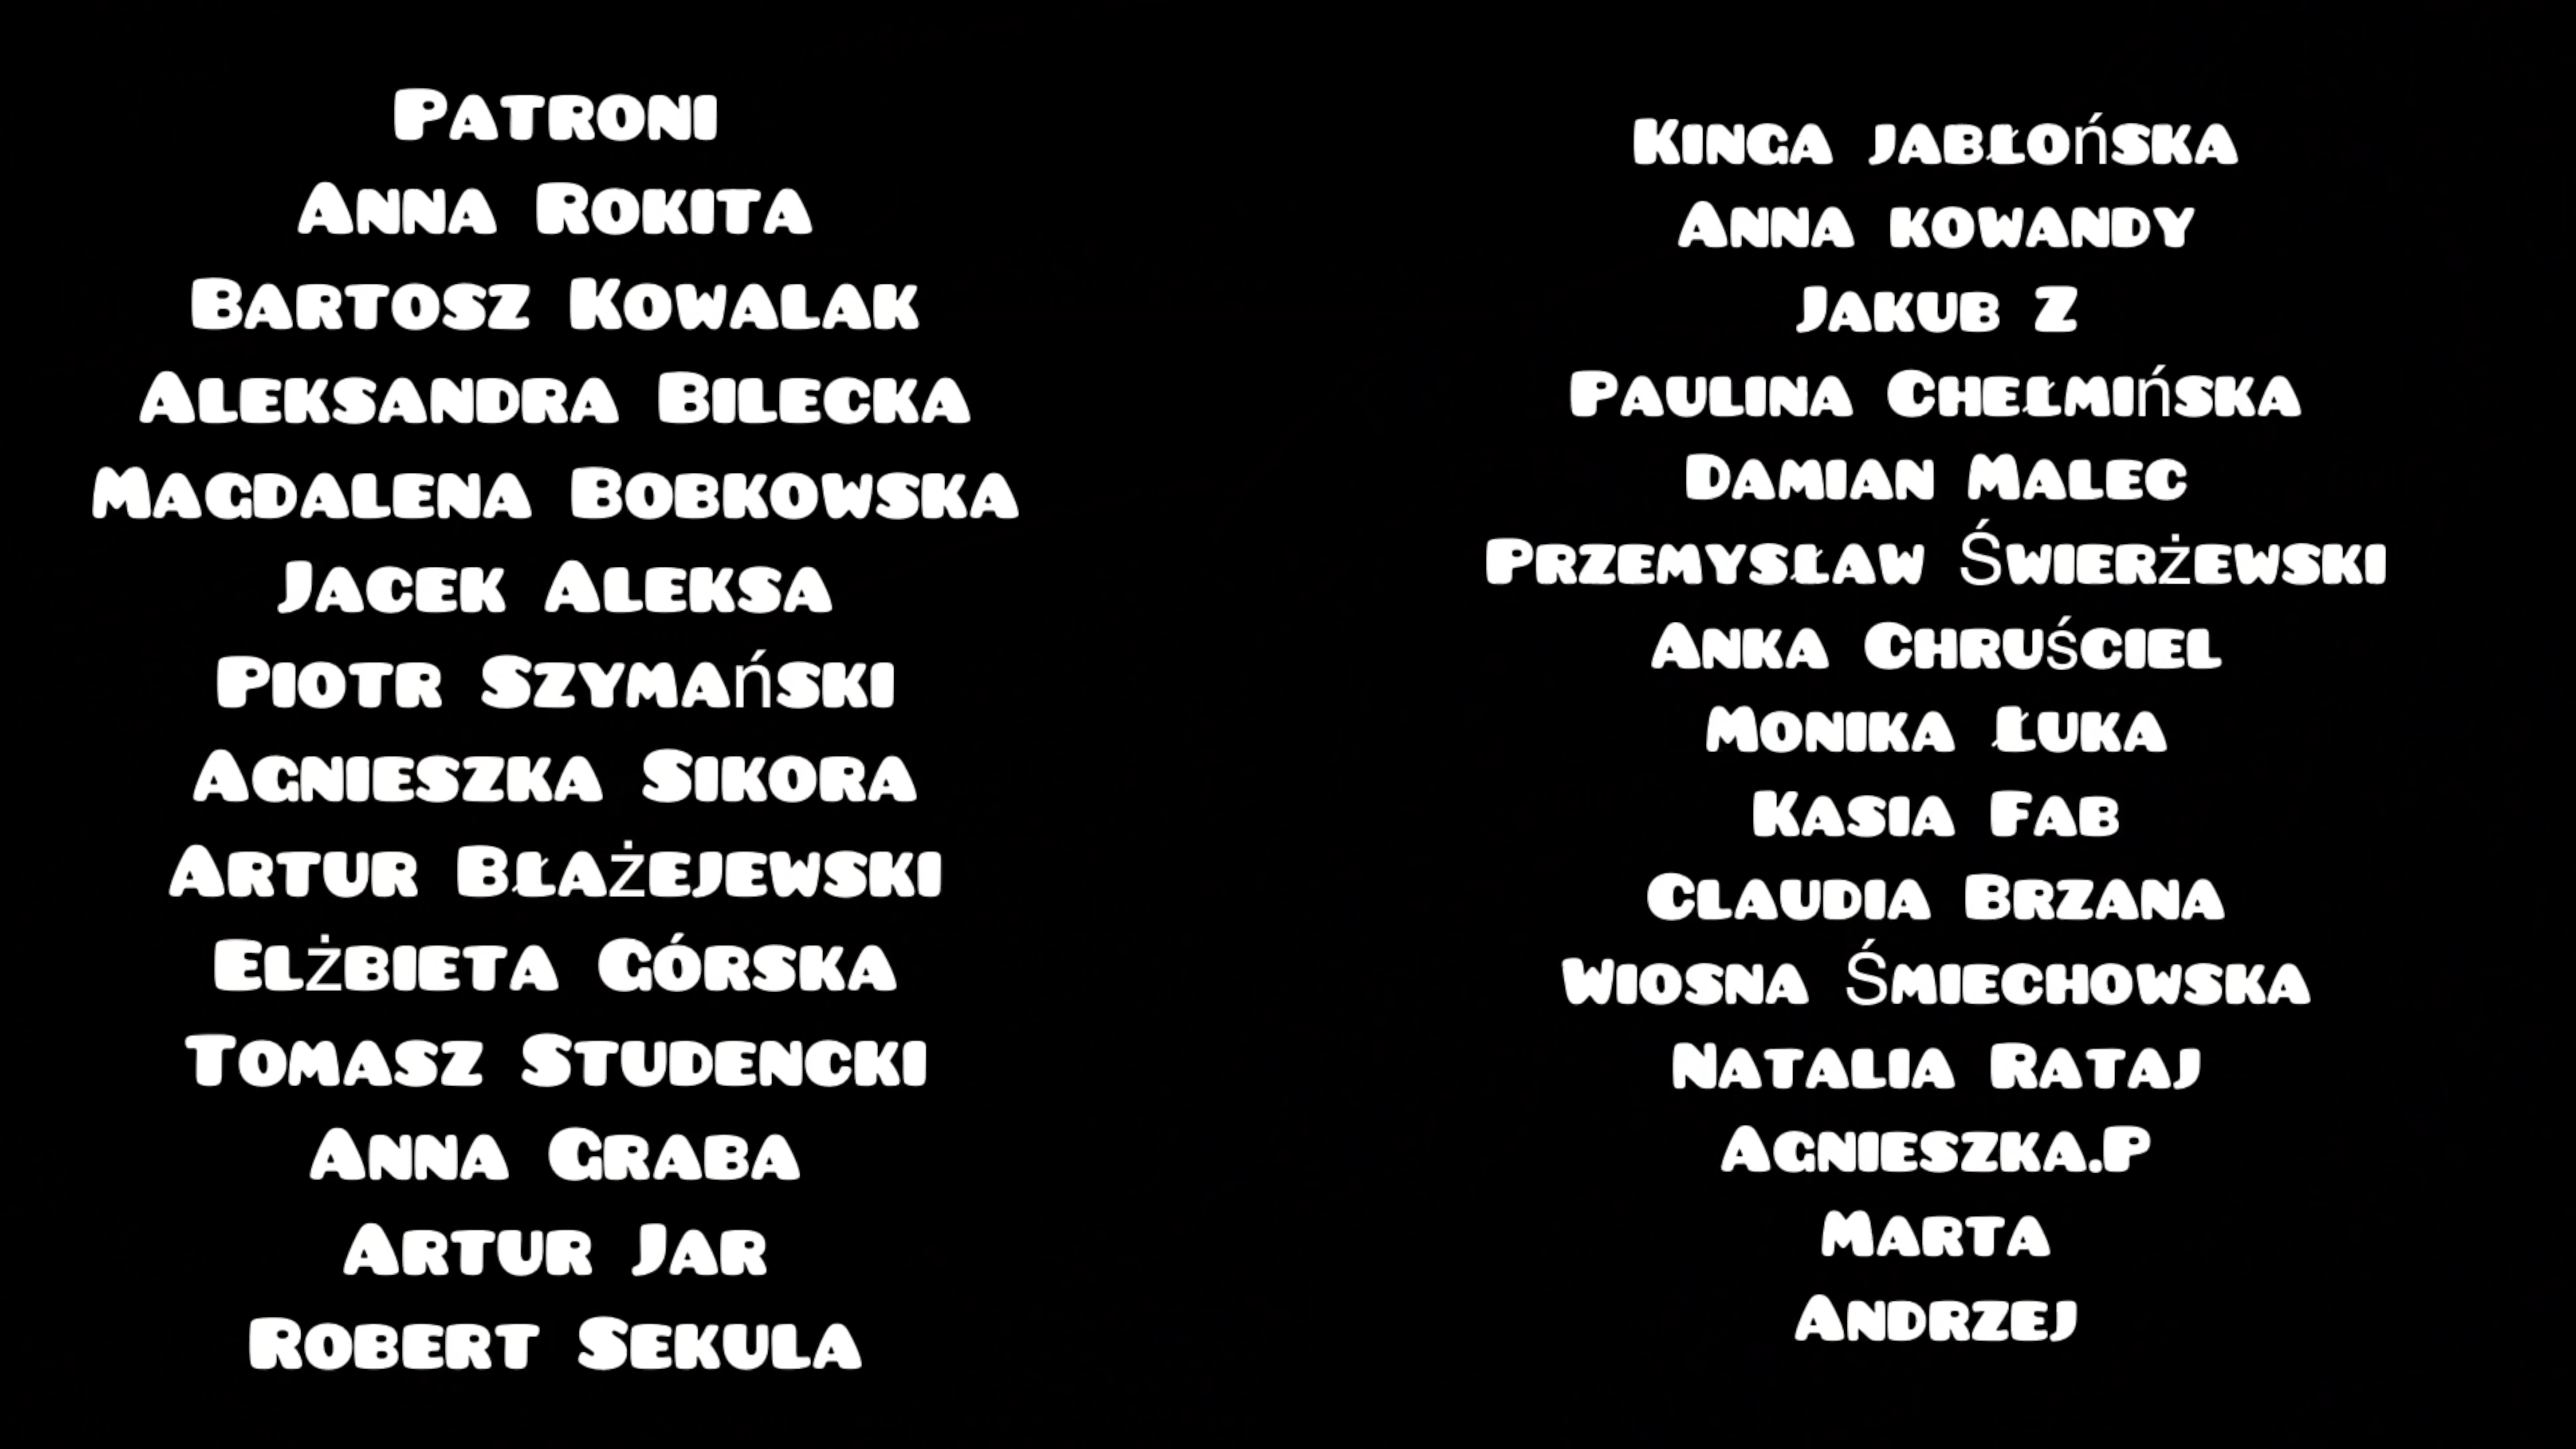 Patroni
Anna Rokita
Bartosz Kowalak
Aleksandra Bilecka
Magdalena Bobkowska
Jacek Aleksa
Piotr Szymański
Agnieszka Sikora
Artur Błażejewski
Elżbieta Górska
Tomasz Studencki
Anna Graba
Artur Jar
Robert Sekula
Kinga jabłońska
Anna kowandy
Jakub Z
Paulina Chełmińska
Damian Malec
Przemysław Świerżewski
Anka Chruściel
Monika Łuka
Kasia Fab
Claudia Brzana
Wiosna Śmiechowska
Natalia Rataj
Agnieszka.P
Marta
Andrzej